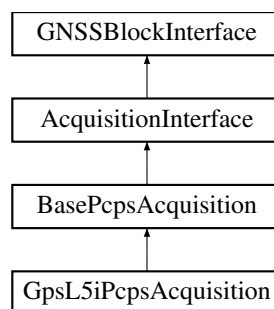 GNSSBlockInterface
AcquisitionInterface
BasePcpsAcquisition
GpsL5iPcpsAcquisition